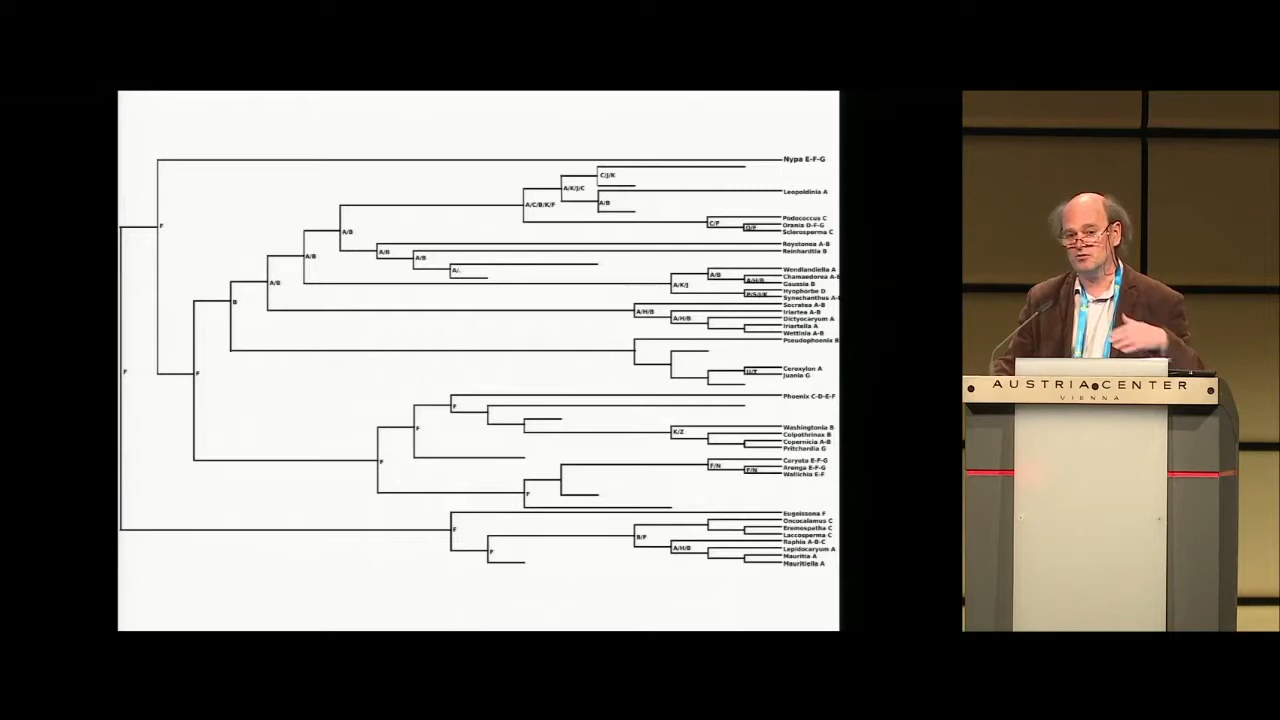 Nypa E-F-G
C/J/K
A/K/J/C
Leopoldinia A
A/B
A/C/B/K/F
Podococcus C
C/F
Orania D-F-G
Sclerosperma C
F
A/B
Roystonea A-B
A/B
Reinhardtia B
A/B
A/B
Wendlandiella A
A/.
A/B
Chamaedorea A-B
A/H/B
Gaussia B
A/B
A/K/J
Hyophorbe D
Synechanthus A-
B
Socratea A-B
A/H/B
Iriartea A-B
A/H/B
Dictyocaryum A
Iriartella A
Wettinia A-B
Pseudophoenix B
Ceroxylon A
F
F
Juania G
Phoenix C-D-E-F
F
F
Washingtonia B
K/Z
Colpothrinax B
Copernicia A-B
Pritchardia G
F
Caryota E-F-G
F/N
Arenga E-F-G
F/N
Wallichia E-F
F
Eugeissona F
Oncocalamus C
F
Eremospatha C
B/F
Laccosperma C
Raphia A-B-C
A/H/B
Lepidocaryum A
F
Mauritia A
Mauritiella A
AUSTRIA CENTER
VIENNA